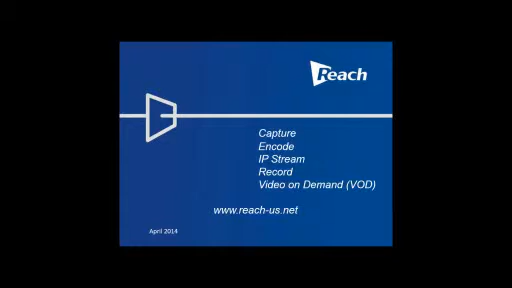 Reach
Capture
Encode
IP Stream
Record
Video on Demand (VOD)
www.reach-us.net
April 2014